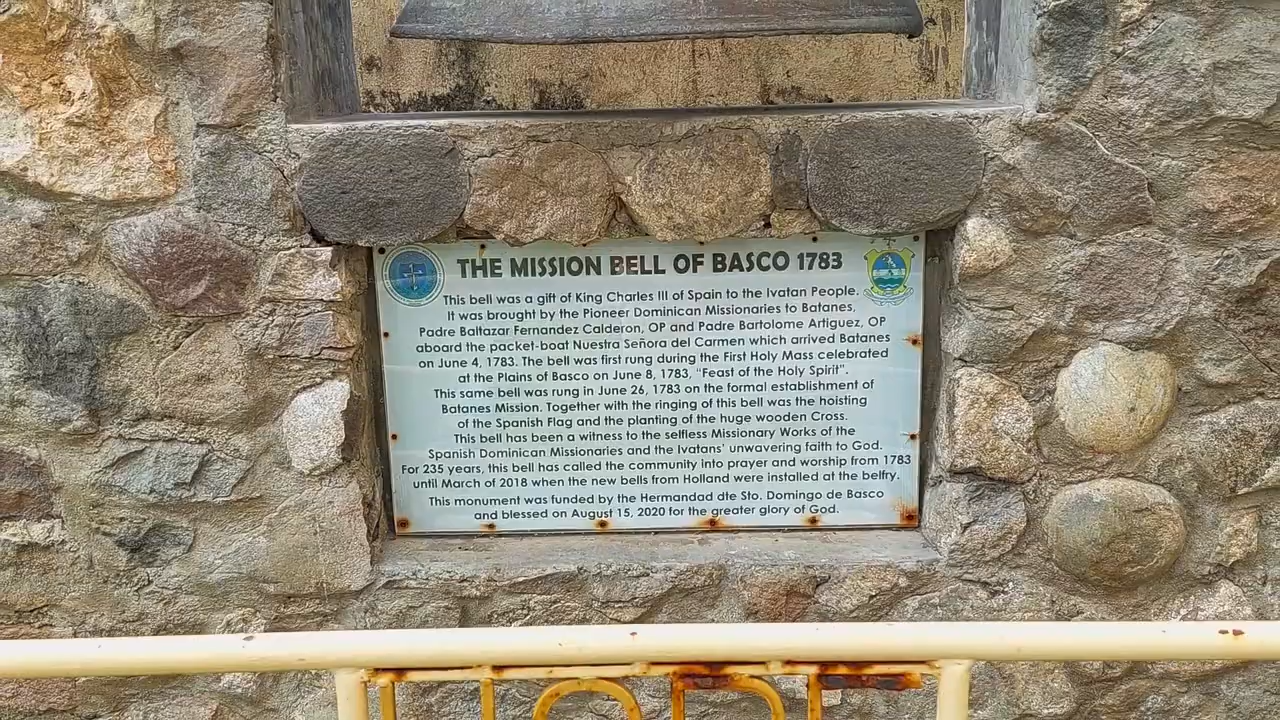 THE MISSION BELL OF BASCO 1783
This bell was a gift of King Charles III of Spain to the Ivatan People.
It was brought by the Pioneer Dominican Missionaries to Batanes,
Padre Baltazar Fernandez Calderon, OP and Padre Bartolome Artiguez, OP
aboard the packet-boat Nuestra Señora del Carmen which arrived Batanes
on June 4, 1783. The bell was first rung during the First Holy Mass celebrated
at the Plains of Basco on June 8, 1783, "Feast of the Holy Spirit".
This same bell was rung in June 26, 1783 on the formal establishment of
Batanes Mission. Together with the ringing of this bell was the hoisting
of the Spanish Flag and the planting of the huge wooden Cross.
This bell has been a witness to the selfless Missionary Works of the
Spanish Dominican Missionaries and the Ivatans' unwavering faith to God.
For 235 years, this bell has called the community into prayer and worship from 1783
until March of 2018 when the new bells from Holland were installed at the belfry.
This monument was funded by the Hermandad dte Sto. Domingo de Basco
and blessed on August 15, 2020 for the greater glory of God.